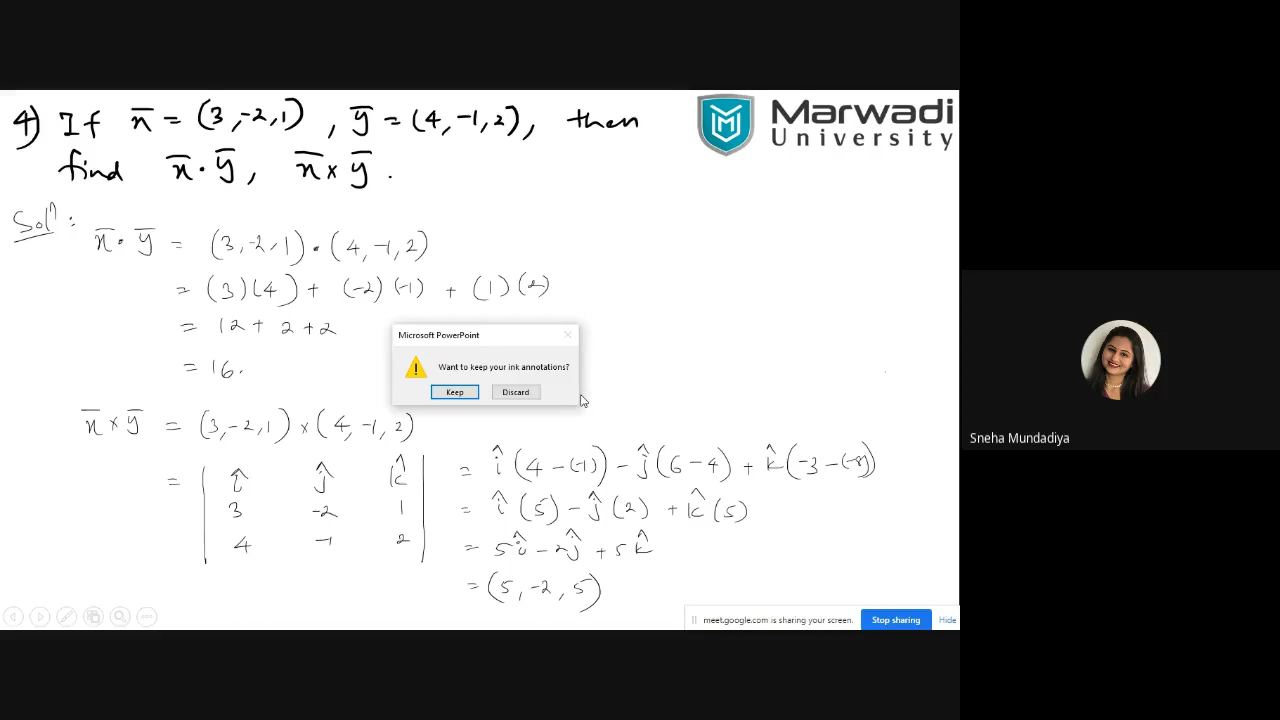 4) If x̅ = (3,-2,1), y̅ = (4,-1,2), then
find x̅ · y̅, x̅ × y̅.
Marwadi
University
Solⁿ:
x̅ · y̅ = (3,-2,1) · (4,-1,2)
= (3)(4) + (-2)(-1) + (1)(2)
= 12 + 2 + 2
= 16.
Microsoft PowerPoint
Want to keep your ink annotations?
Keep Discard
x̅ × y̅ = (3,-2,1) × (4,-1,2)
= | î ĵ k̂ |
3 -2 1
4 -1 2
= î (4-(-1)) - ĵ (6-4) + k̂ (-3-(-8))
= î (5) - ĵ (2) + k̂ (5)
= 5î - 2ĵ + 5k̂
= (5, -2, 5)
meet.google.com is sharing your screen. Stop sharing Hide
Sneha Mundadiya